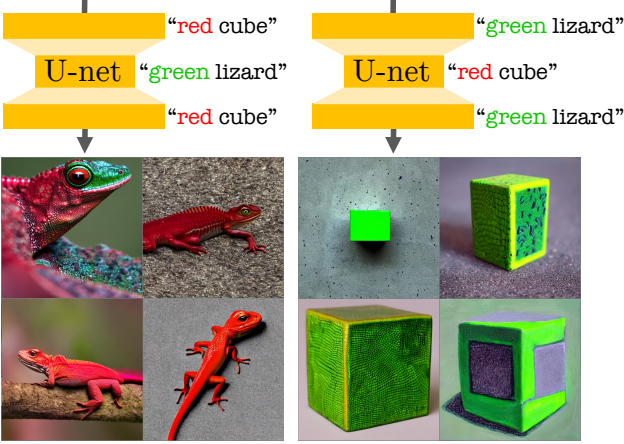 “red cube”
U-net “green lizard”
“red cube”
“green lizard”
U-net “red cube”
“green lizard”